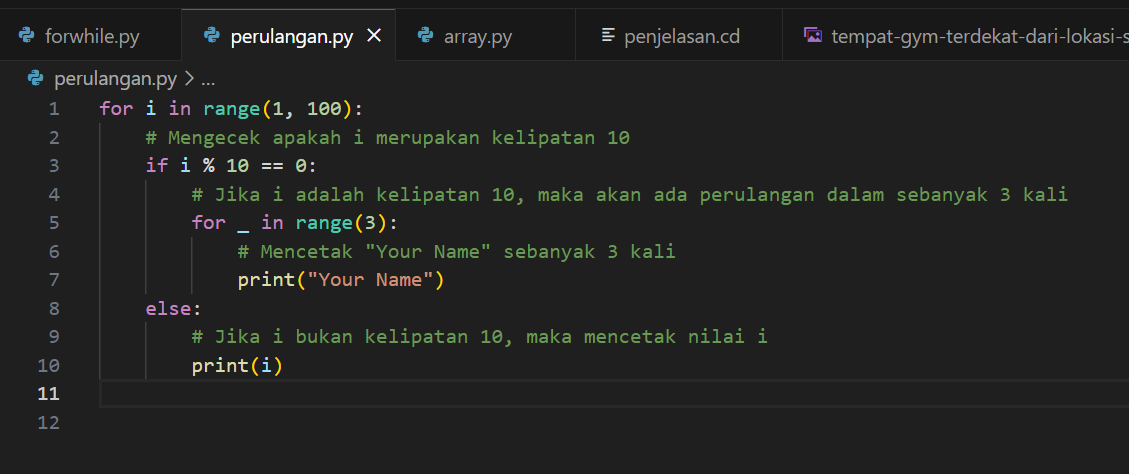 forwhile.py perulangan.py × array.py penjelasan.cd tempat-gym-terdekat-dari-lokasi-s
perulangan.py > ...
1 for i in range(1, 100):
2 # Mengecek apakah i merupakan kelipatan 10
3 if i % 10 == 0:
4 # Jika i adalah kelipatan 10, maka akan ada perulangan dalam sebanyak 3 kali
5 for _ in range(3):
6 # Mencetak "Your Name" sebanyak 3 kali
7 print("Your Name")
8 else:
9 # Jika i bukan kelipatan 10, maka mencetak nilai i
10 print(i)
11
12